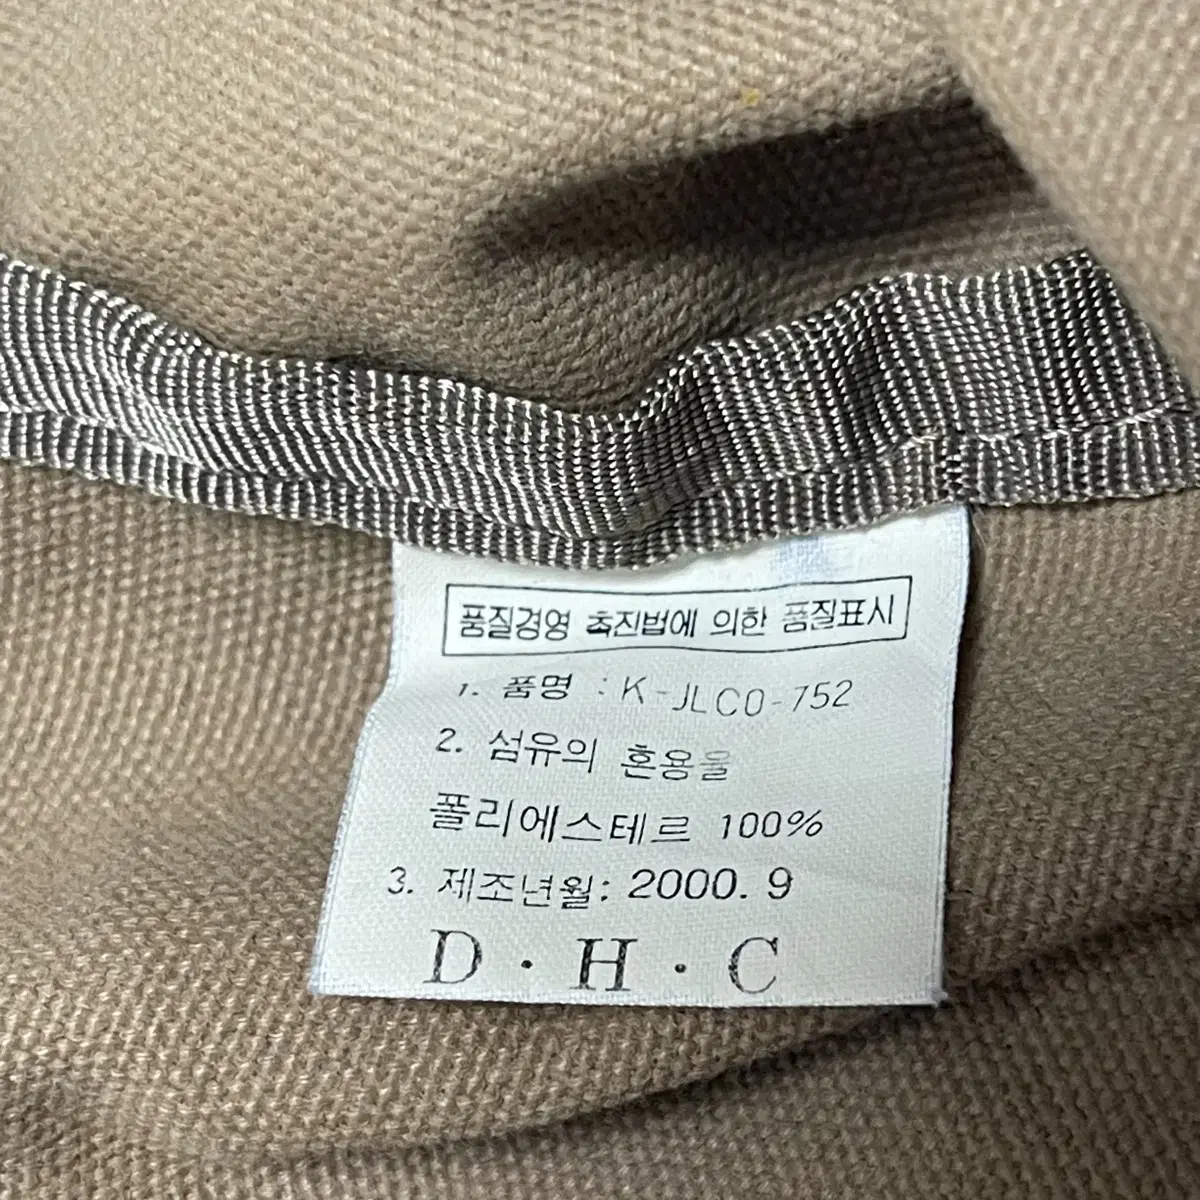 품질경영 촉진법에 의한 품질표시
1. 품명 : K-JLCO-752
2. 섬유의 혼용율
폴리에스테르 100%
3. 제조년월: 2000. 9
D · H · C